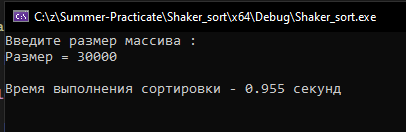 C:\z\Summer-Practicate\Shaker_sort\x64\Debug\Shaker_sort.exe
Введите размер массива :
Размер = 30000
Время выполнения сортировки - 0.955 секунд